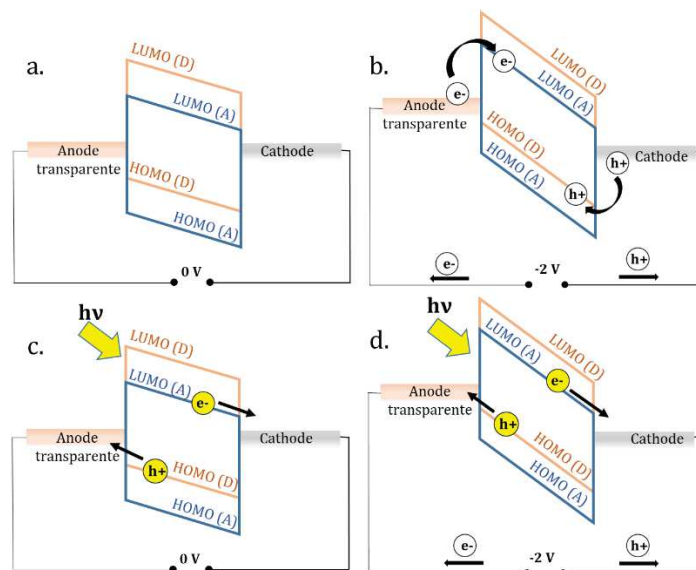 a.
LUMO (D)
LUMO (A)
Anode
transparente
Cathode
HOMO (D)
HOMO (A)
0 V
b.
LUMO (D)
e-
LUMO (A)
e-
Anode
transparente
HOMO (D)
HOMO (A)
h+
Cathode
h+
e-
-2 V
h+
hν
c.
LUMO (D)
LUMO (A)
e-
Anode
transparente
Cathode
h+
HOMO (D)
HOMO (A)
0 V
hν
d.
LUMO (D)
LUMO (A)
e-
Anode
transparente
h+
Cathode
HOMO (D)
HOMO (A)
e-
-2 V
h+